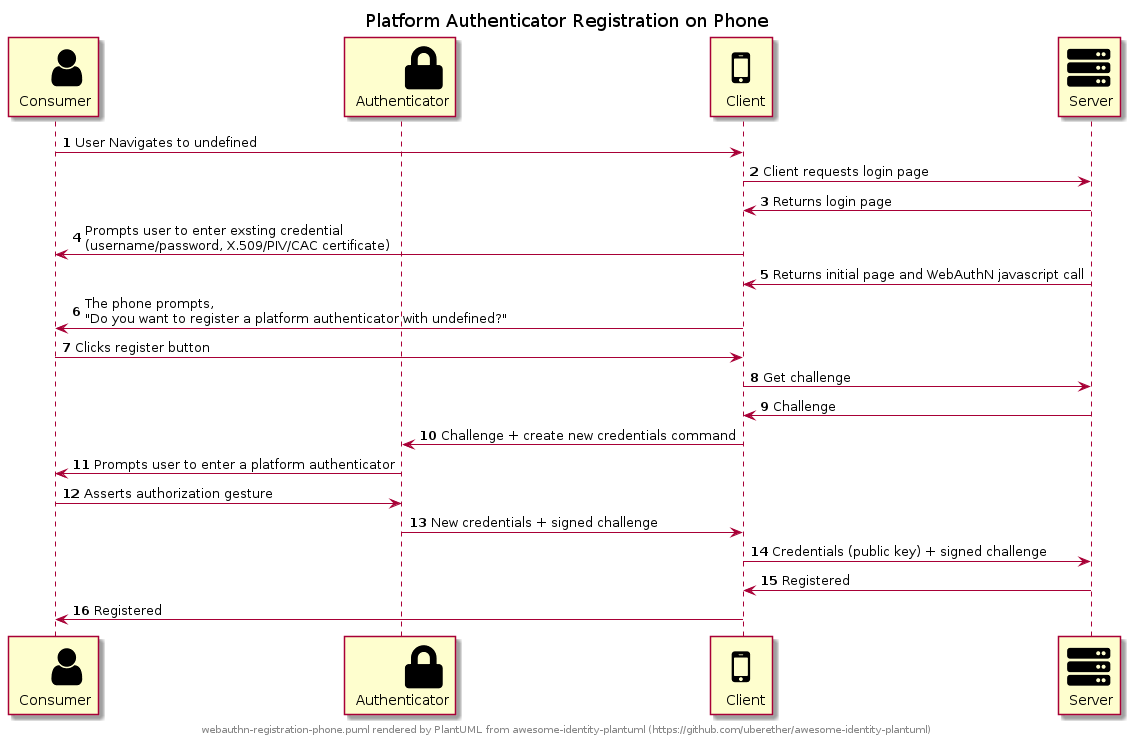 Platform Authenticator Registration on Phone
Consumer
Authenticator
Client
Server
1 User Navigates to undefined
2 Client requests login page
3 Returns login page
4 Prompts user to enter exsting credential
(username/password, X.509/PIV/CAC certificate)
5 Returns initial page and WebAuthN javascript call
6 The phone prompts,
"Do you want to register a platform authenticator with undefined?"
7 Clicks register button
8 Get challenge
9 Challenge
10 Challenge + create new credentials command
11 Prompts user to enter a platform authenticator
12 Asserts authorization gesture
13 New credentials + signed challenge
14 Credentials (public key) + signed challenge
15 Registered
16 Registered
Consumer
Authenticator
Client
Server
webauthn-registration-phone.puml rendered by PlantUML from awesome-identity-plantuml (https://github.com/uberether/awesome-identity-plantuml)